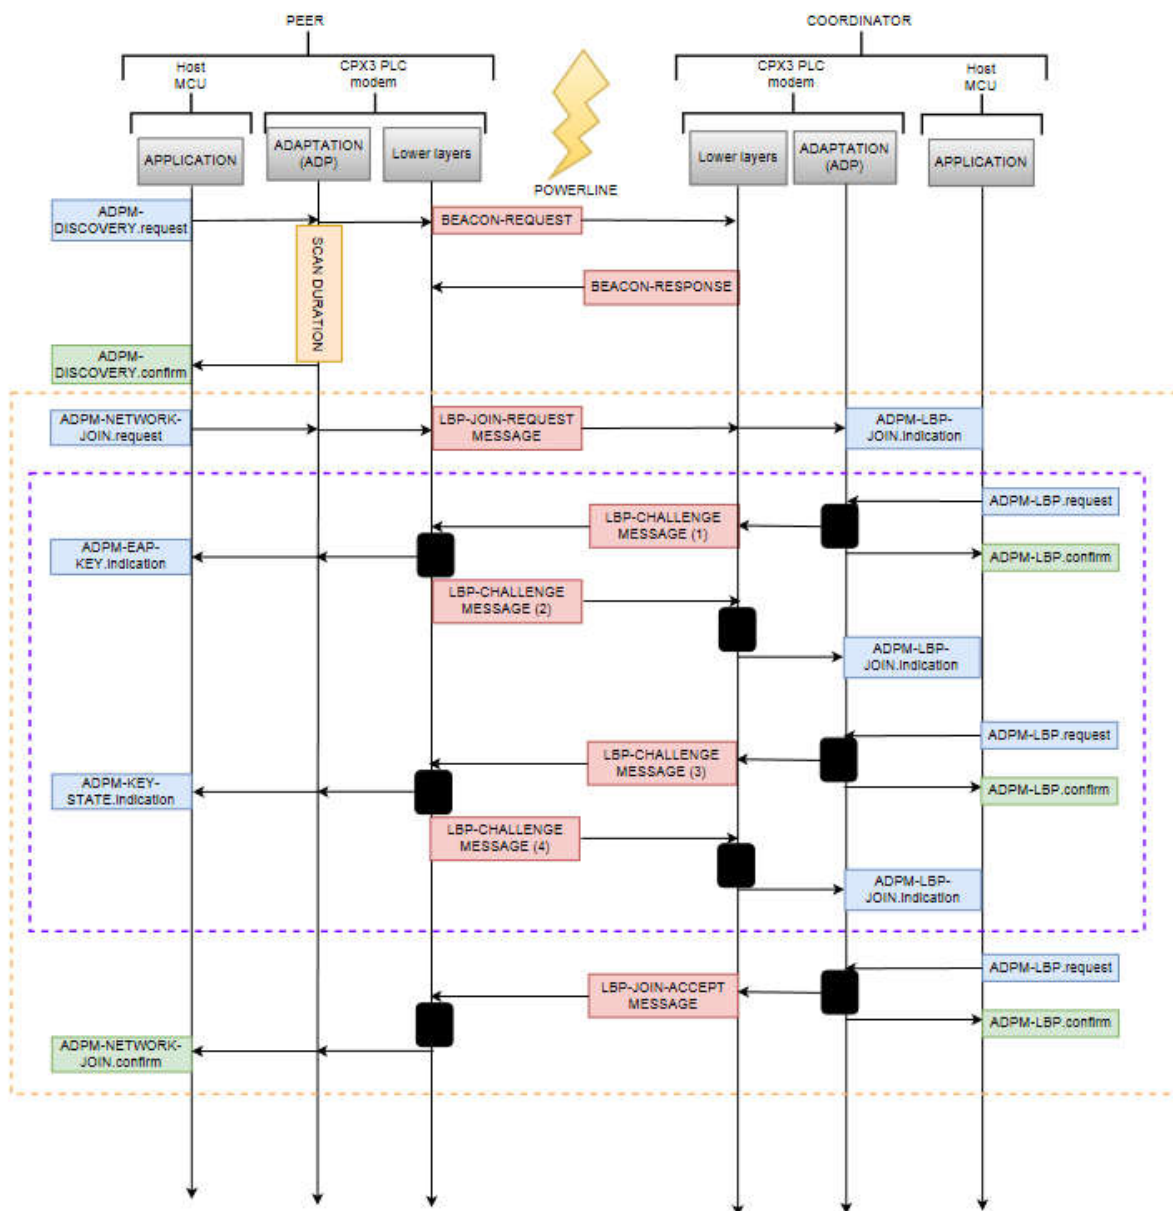 PEER
COORDINATOR
Host
MCU
CPX3 PLC
modem
CPX3 PLC
modem
Host
MCU
APPLICATION
ADAPTATION
(ADP)
Lower layers
POWERLINE
Lower layers
ADAPTATION
(ADP)
APPLICATION
ADPM-
DISCOVERY.request
BEACON-REQUEST
SCAN DURATION
BEACON-RESPONSE
ADPM-
DISCOVERY.confirm
ADPM-NETWORK-
JOIN.request
LBP-JOIN-REQUEST
MESSAGE
ADPM-LBP-
JOIN.indication
ADPM-LBP.request
LBP-CHALLENGE
MESSAGE (1)
ADPM-EAP-
KEY.indication
ADPM-LBP.confirm
LBP-CHALLENGE
MESSAGE (2)
ADPM-LBP-
JOIN.indication
ADPM-LBP.request
LBP-CHALLENGE
MESSAGE (3)
ADPM-KEY-
STATE.indication
ADPM-LBP.confirm
LBP-CHALLENGE
MESSAGE (4)
ADPM-LBP-
JOIN.indication
ADPM-LBP.request
LBP-JOIN-ACCEPT
MESSAGE
ADPM-LBP.confirm
ADPM-NETWORK-
JOIN.confirm